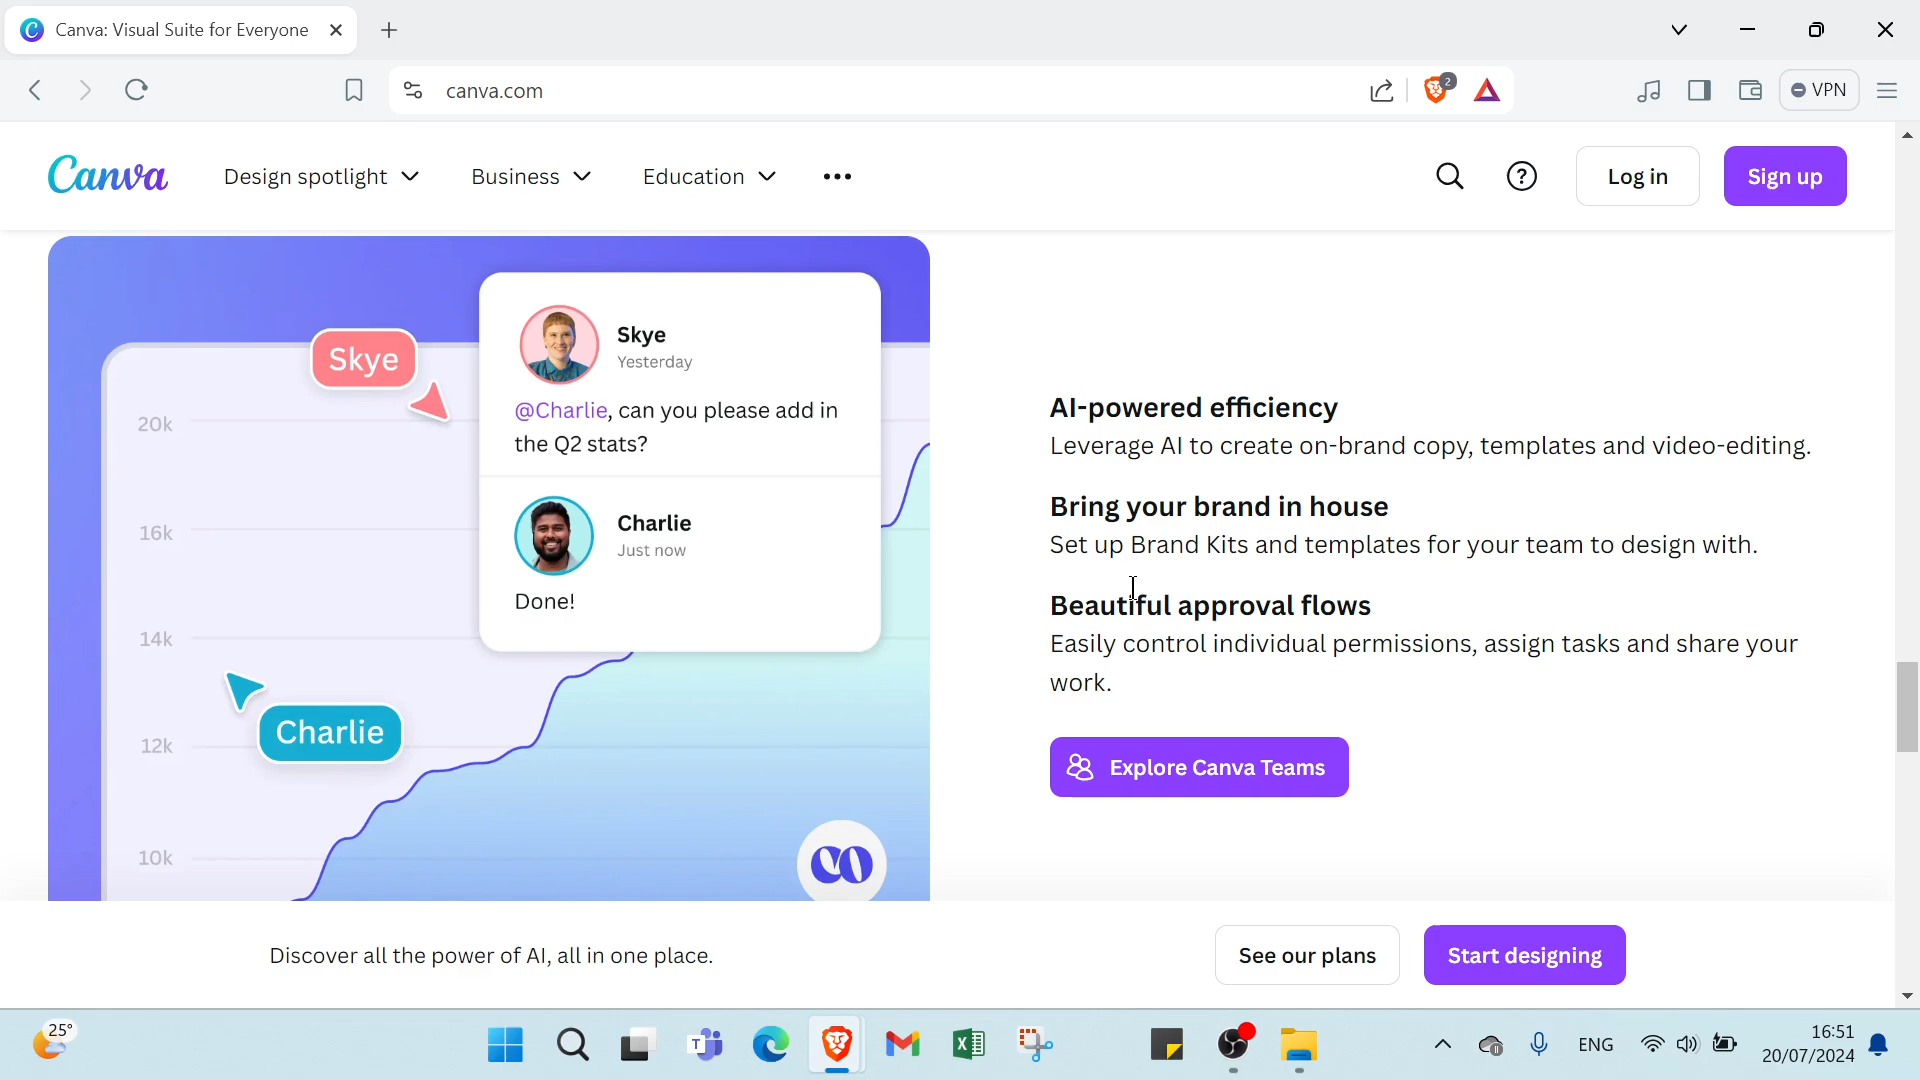 Canva: Visual Suite for Everyone
canva.com
2
VPN
Canva
Design spotlight
Business
Education
Log in
Sign up
Skye
Skye
Yesterday
@Charlie, can you please add in
the Q2 stats?
Charlie
Just now
Done!
Charlie
20k
16k
14k
12k
10k
AI-powered efficiency
Leverage AI to create on-brand copy, templates and video-editing.
Bring your brand in house
Set up Brand Kits and templates for your team to design with.
Beautiful approval flows
Easily control individual permissions, assign tasks and share your
work.
Explore Canva Teams
Discover all the power of AI, all in one place.
See our plans
Start designing
25°
ENG
16:51
20/07/2024